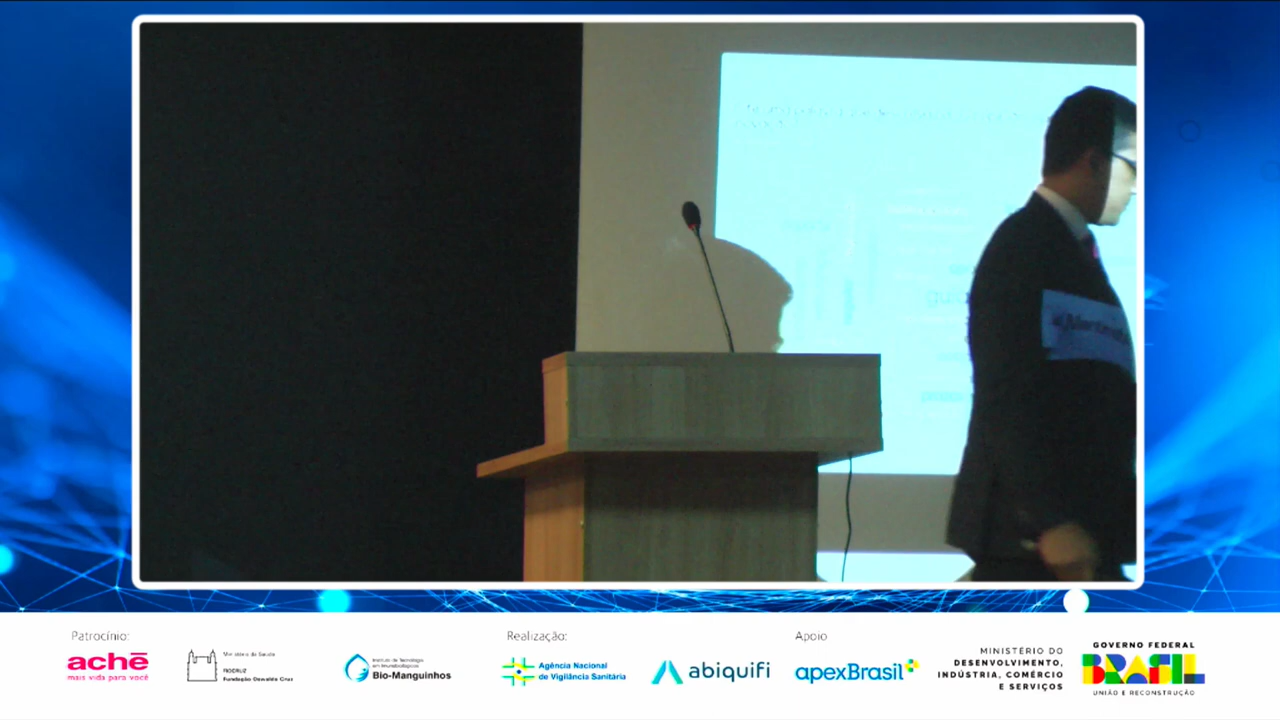 Patrocínio:
achē
mais vida para você
Ministério da Saúde
FIOCRUZ
Fundação Oswaldo Cruz
Instituto de Tecnologia
em Imunobiológicos
Bio-Manguinhos
Realização:
Agência Nacional
de Vigilância Sanitária
abiquifi
Apoio
apexBrasil
MINISTÉRIO DO
DESENVOLVIMENTO,
INDÚSTRIA, COMÉRCIO
E SERVIÇOS
GOVERNO FEDERAL
BRASIL
UNIÃO E RECONSTRUÇÃO